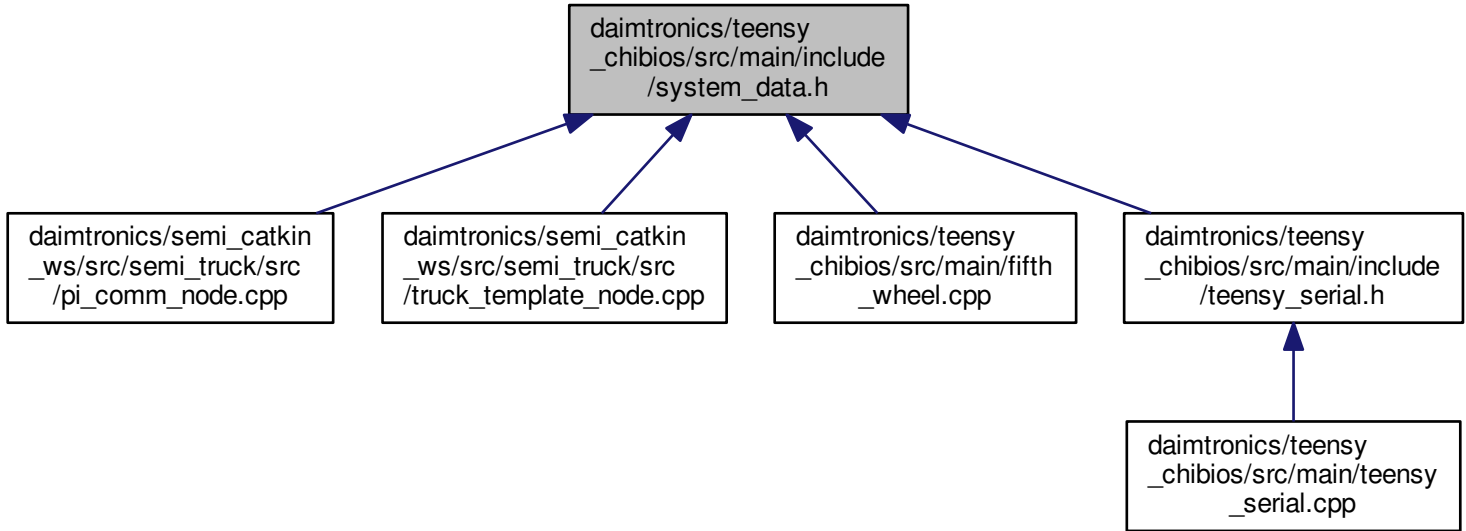 daimtronics/teensy
_chibios/src/main/include
/system_data.h
daimtronics/semi_catkin
_ws/src/semi_truck/src
/pi_comm_node.cpp
daimtronics/semi_catkin
_ws/src/semi_truck/src
/truck_template_node.cpp
daimtronics/teensy
_chibios/src/main/fifth
_wheel.cpp
daimtronics/teensy
_chibios/src/main/include
/teensy_serial.h
daimtronics/teensy
_chibios/src/main/teensy
_serial.cpp